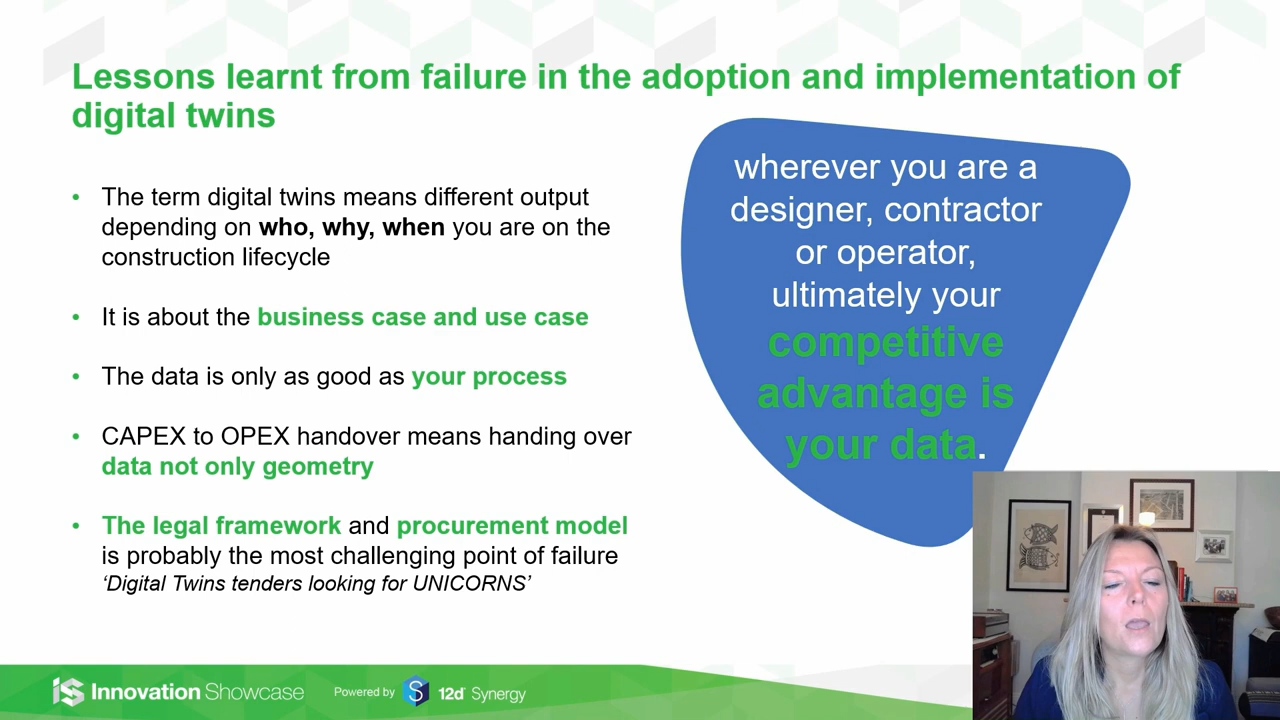 Lessons learnt from failure in the adoption and implementation of
digital twins
• The term digital twins means different output
depending on who, why, when you are on the
construction lifecycle
• It is about the business case and use case
• The data is only as good as your process
• CAPEX to OPEX handover means handing over
data not only geometry
• The legal framework and procurement model
is probably the most challenging point of failure
‘Digital Twins tenders looking for UNICORNS’
wherever you are a
designer, contractor
or operator,
ultimately your
competitive
advantage is
your data.
iS Innovation Showcase
Powered by
12d Synergy